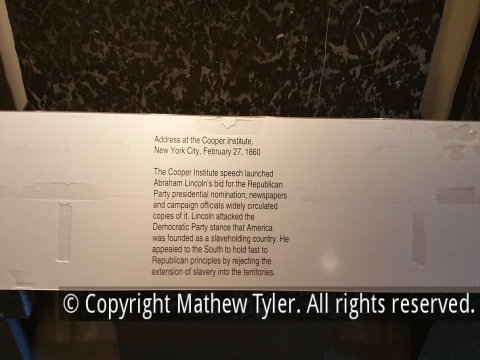 Address at the Cooper Institute,
New York City, February 27, 1860
The Cooper Institute speech launched
Abraham Lincoln's bid for the Republican
Party presidential nomination; newspapers
and campaign officials widely circulated
copies of it. Lincoln attacked the
Democratic Party stance that America
was founded as a slaveholding country. He
appealed to the South to hold fast to
Republican principles by rejecting the
extension of slavery into the territories.
© Copyright Mathew Tyler. All rights reserved.